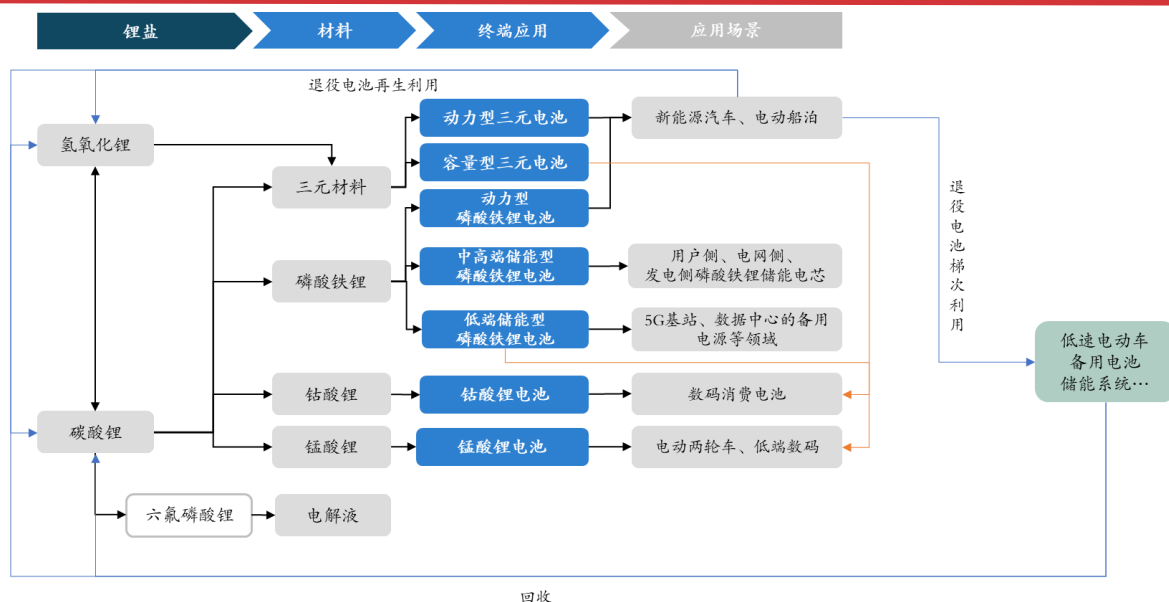 锂盐
材料
终端应用
应用场景
退役电池再生利用
氢氧化锂
三元材料
动力型三元电池
新能源汽车、电动船泊
容量型三元电池
动力型
磷酸铁锂电池
磷酸铁锂
中高端储能型
磷酸铁锂电池
用户侧、电网侧、
发电侧磷酸铁锂储能电芯
低端储能型
磷酸铁锂电池
5G基站、数据中心的备用
电源等领域
退役电池梯次利用
低速电动车
备用电池
储能系统…
碳酸锂
钴酸锂
钴酸锂电池
数码消费电池
锰酸锂
锰酸锂电池
电动两轮车、低端数码
六氟磷酸锂
电解液
回收